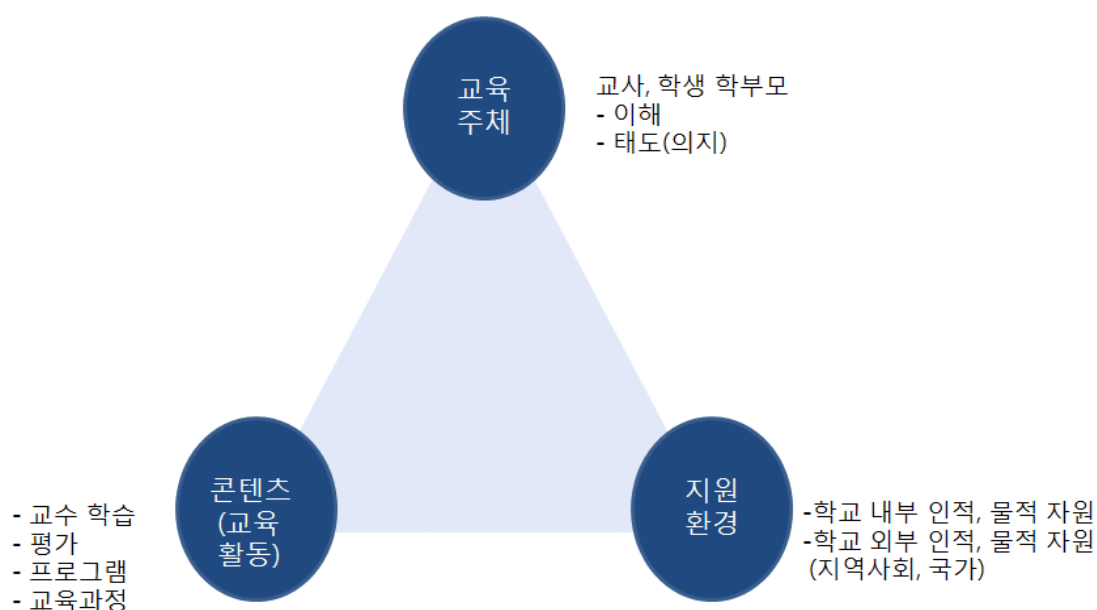 교육
주체
교사, 학생 학부모
- 이해
- 태도(의지)
콘텐츠
(교육
활동)
- 교수 학습
- 평가
- 프로그램
- 교육과정
지원
환경
-학교 내부 인적, 물적 자원
-학교 외부 인적, 물적 자원
(지역사회, 국가)